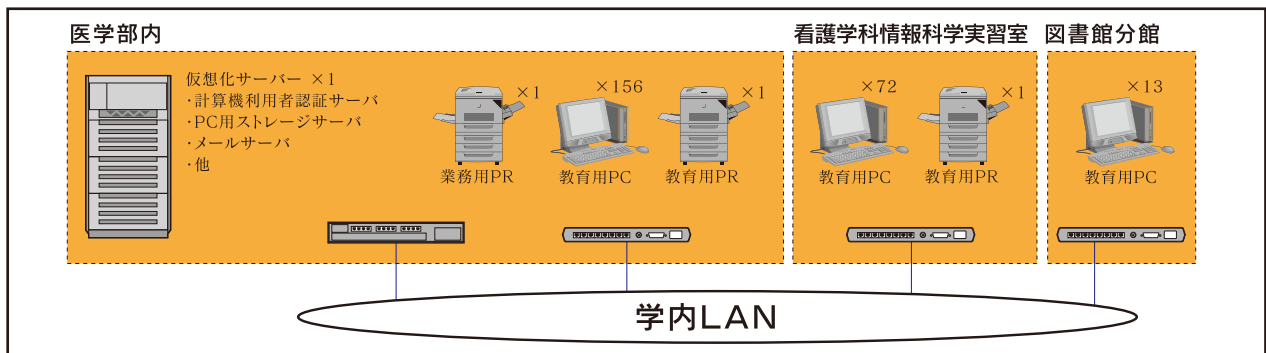 医学部内
仮想化サーバー ×1
・計算機利用者認証サーバ
・PC用ストレージサーバ
・メールサーバ
・他
×1
業務用PR
×156
教育用PC
×1
教育用PR
看護学科情報科学実習室
×72
教育用PC
×1
教育用PR
図書館分館
×13
教育用PC
学内LAN